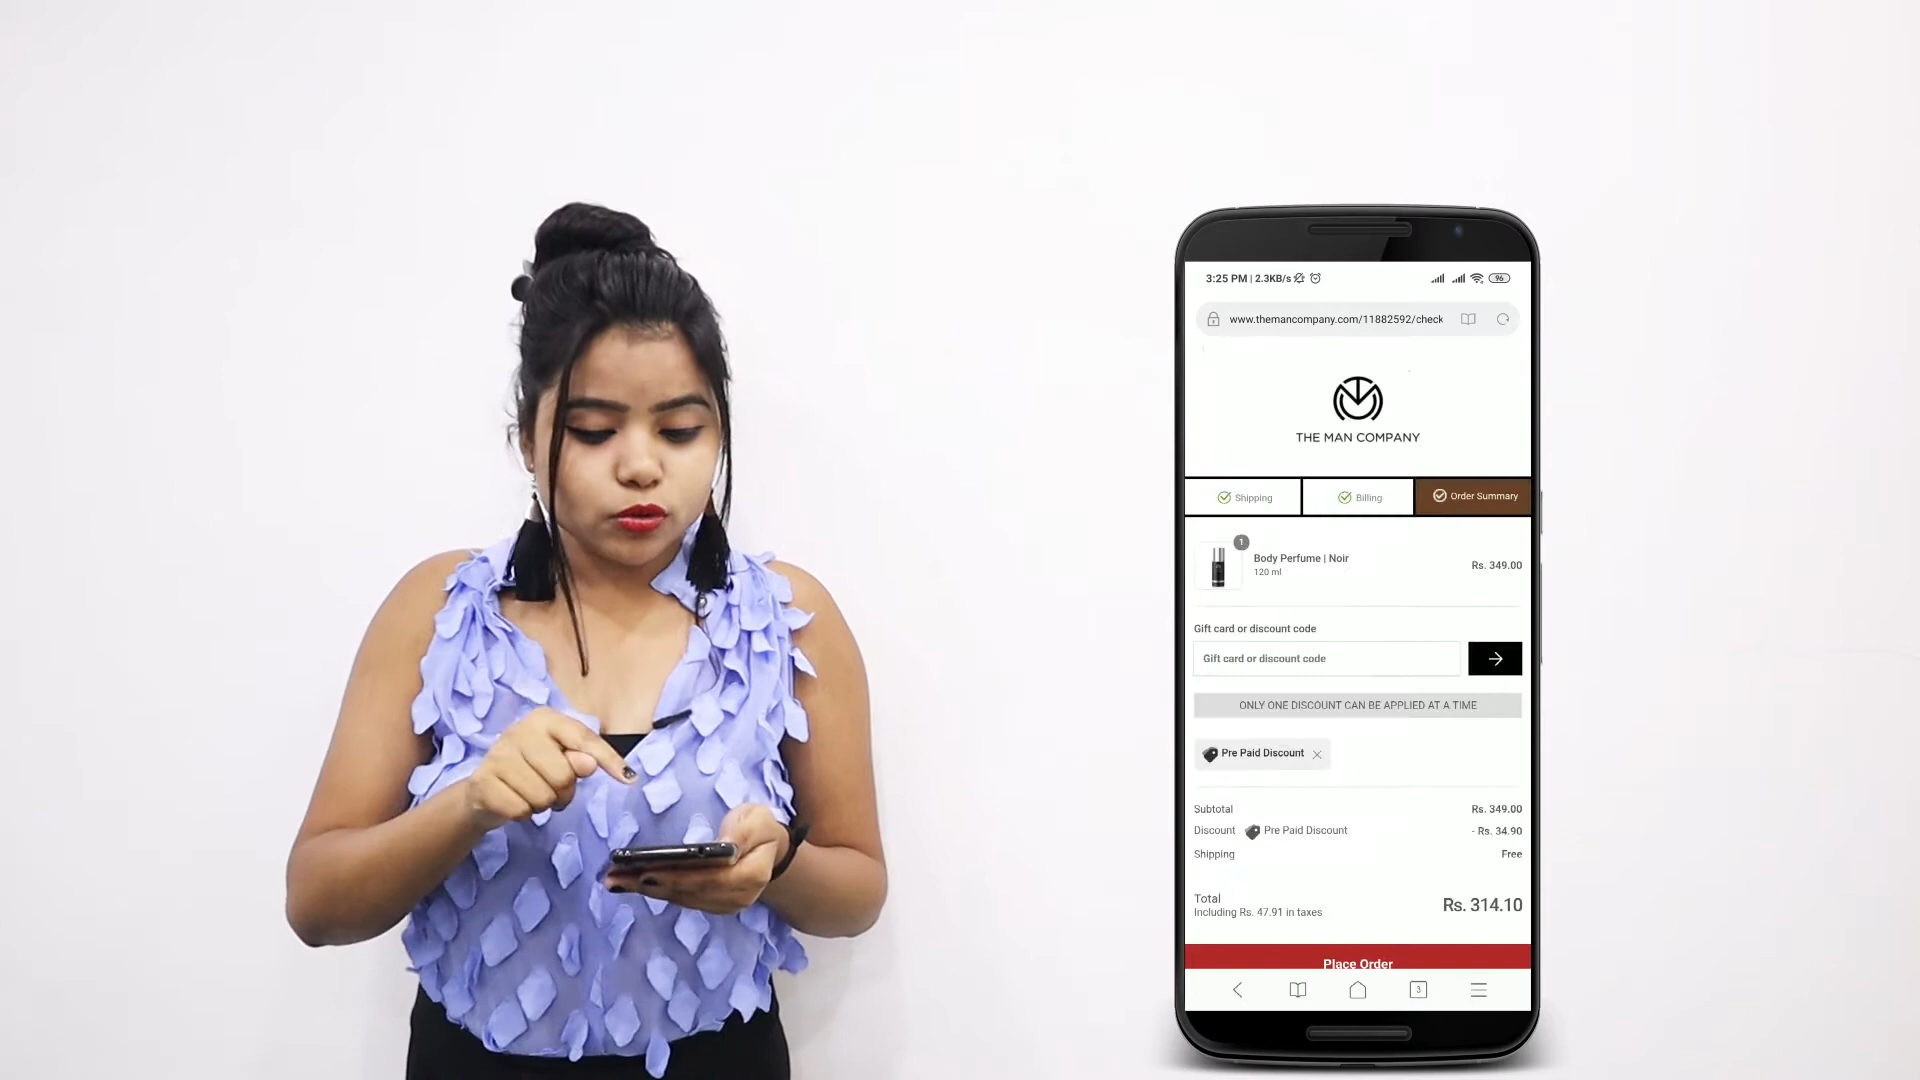 3:25 PM | 2.3KB/s
96
www.themancompany.com/11882592/check
THE MAN COMPANY
Shipping
Billing
Order Summary
1
Body Perfume | Noir
Rs. 349.00
120 ml
Gift card or discount code
Gift card or discount code
ONLY ONE DISCOUNT CAN BE APPLIED AT A TIME
Pre Paid Discount
Subtotal
Rs. 349.00
Discount Pre Paid Discount
- Rs. 34.90
Shipping
Free
Total
Including Rs. 47.91 in taxes
Rs. 314.10
Place Order
3